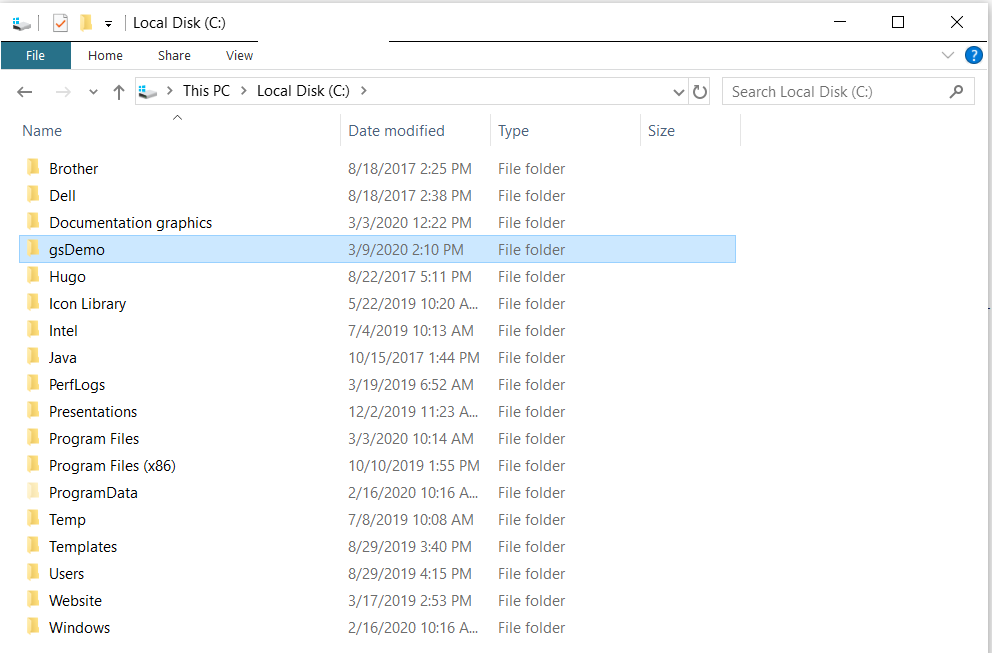 Local Disk (C:)
File Home Share View ?
This PC > Local Disk (C:) > Search Local Disk (C:)
Name Date modified Type Size
Brother 8/18/2017 2:25 PM File folder
Dell 8/18/2017 2:38 PM File folder
Documentation graphics 3/3/2020 12:22 PM File folder
gsDemo 3/9/2020 2:10 PM File folder
Hugo 8/22/2017 5:11 PM File folder
Icon Library 5/22/2019 10:20 A... File folder
Intel 7/4/2019 10:13 AM File folder
Java 10/15/2017 1:44 PM File folder
PerfLogs 3/19/2019 6:52 AM File folder
Presentations 12/2/2019 11:23 A... File folder
Program Files 3/3/2020 10:14 AM File folder
Program Files (x86) 10/10/2019 1:55 PM File folder
ProgramData 2/16/2020 10:16 A... File folder
Temp 7/8/2019 10:08 AM File folder
Templates 8/29/2019 3:40 PM File folder
Users 8/29/2019 4:15 PM File folder
Website 3/17/2019 2:53 PM File folder
Windows 2/16/2020 10:16 A... File folder